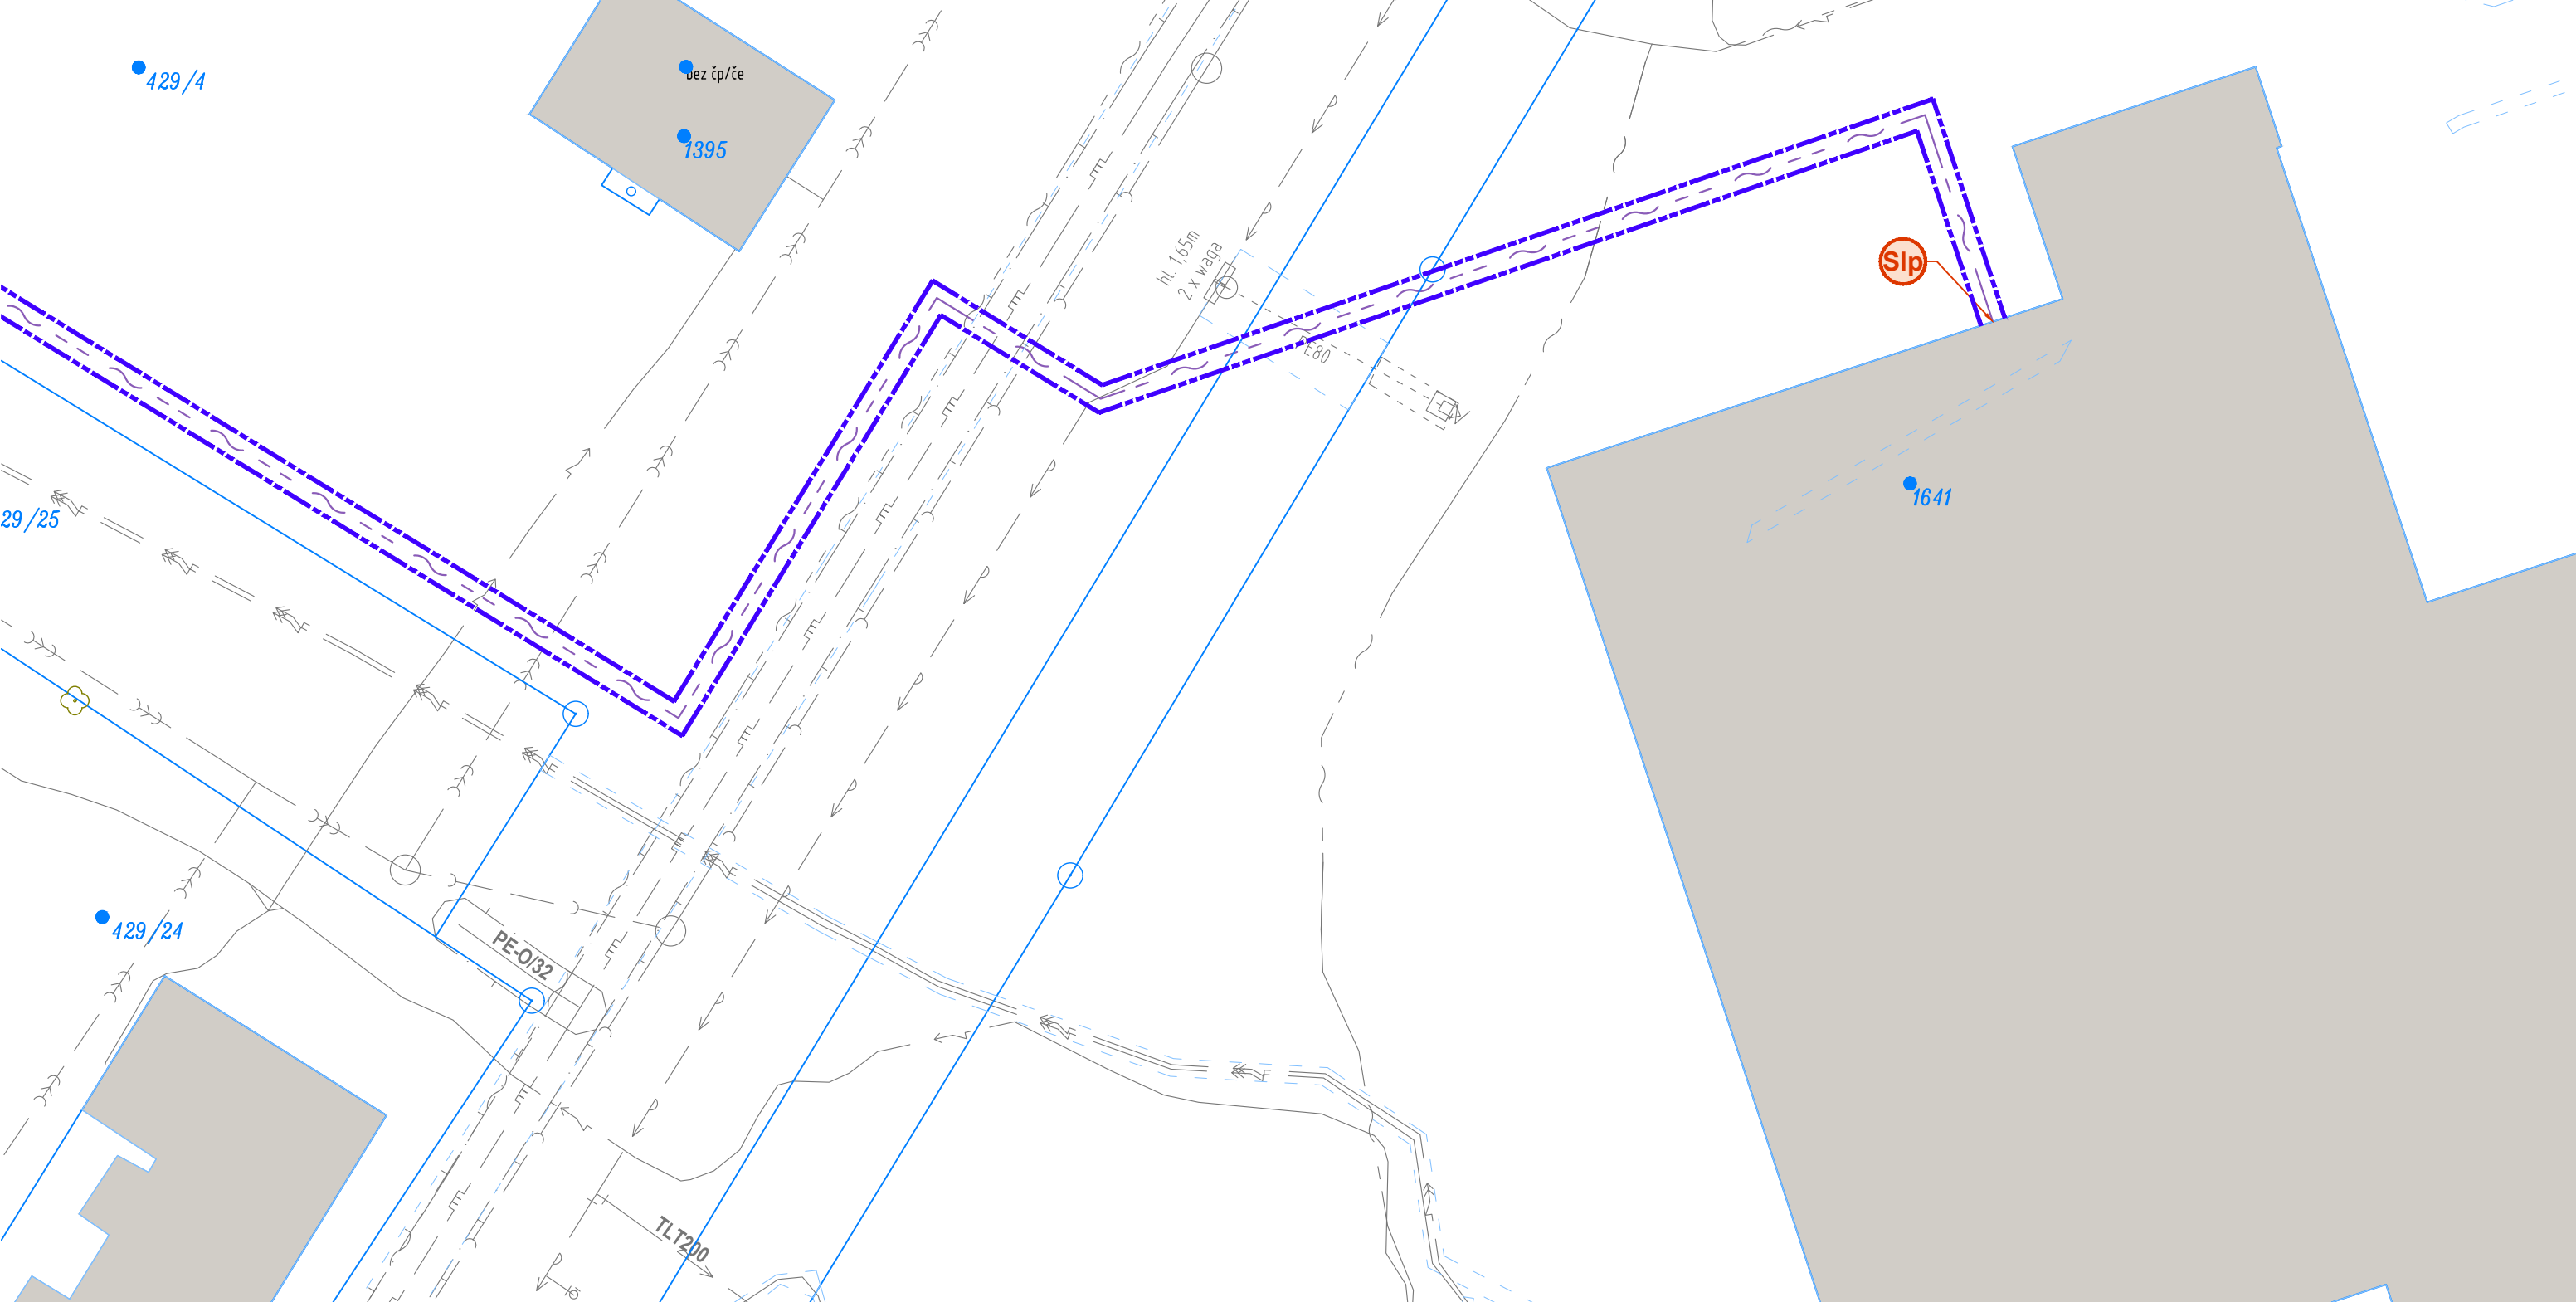 429/4
bez čp/če
1395
hl. 1,65m
2 x waga
Slp
PE80
1641
29/25
429/24
PE-O/32
TLT200